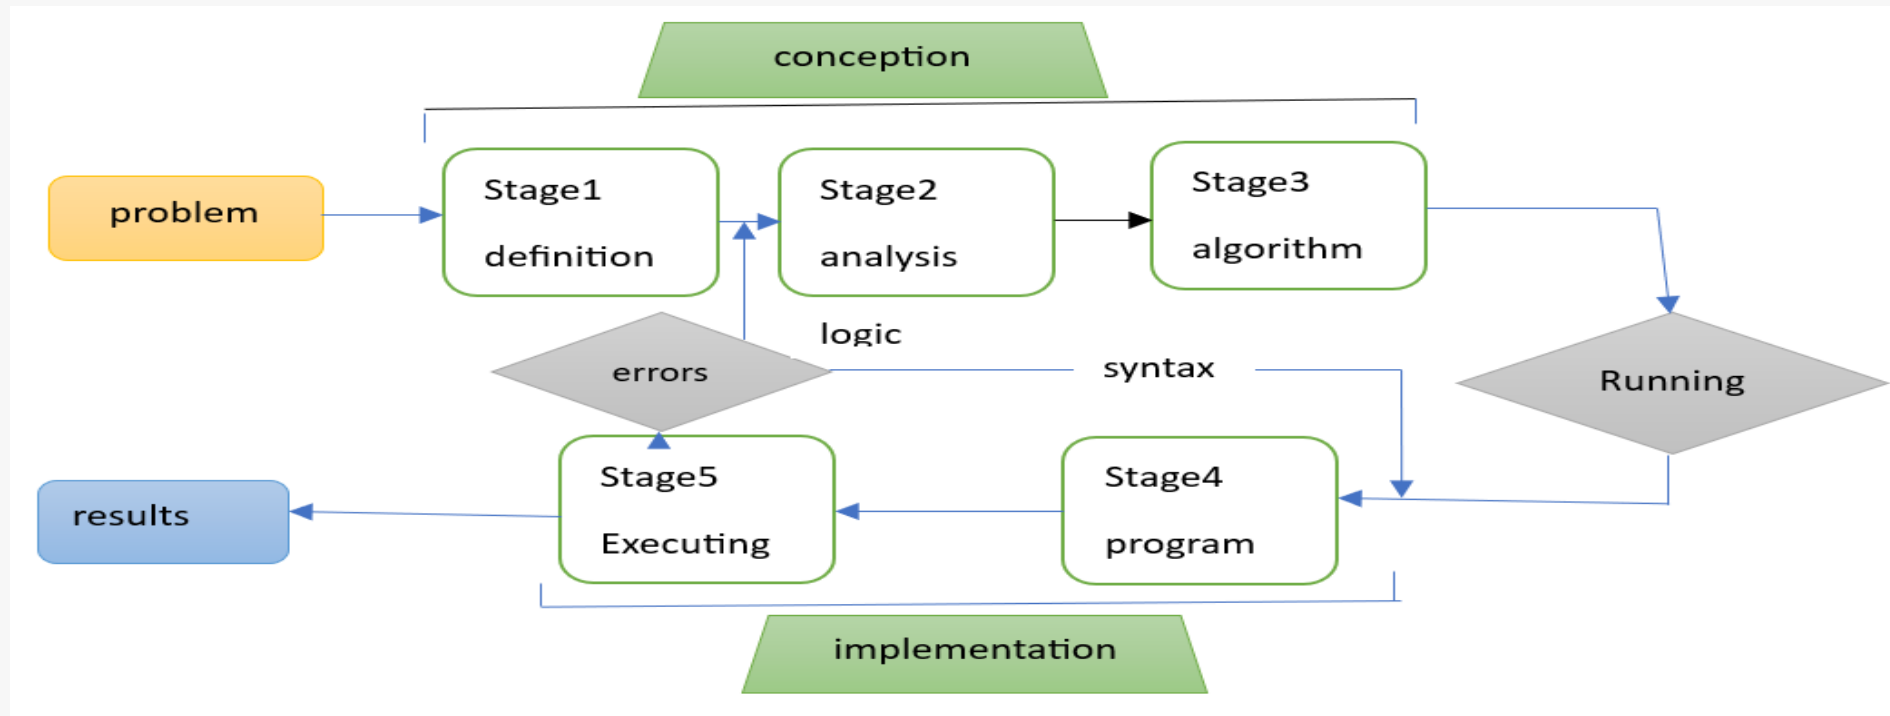 conception
problem
Stage1
definition
Stage2
analysis
Stage3
algorithm
logic
errors
syntax
Running
results
Stage5
Executing
Stage4
program
implementation